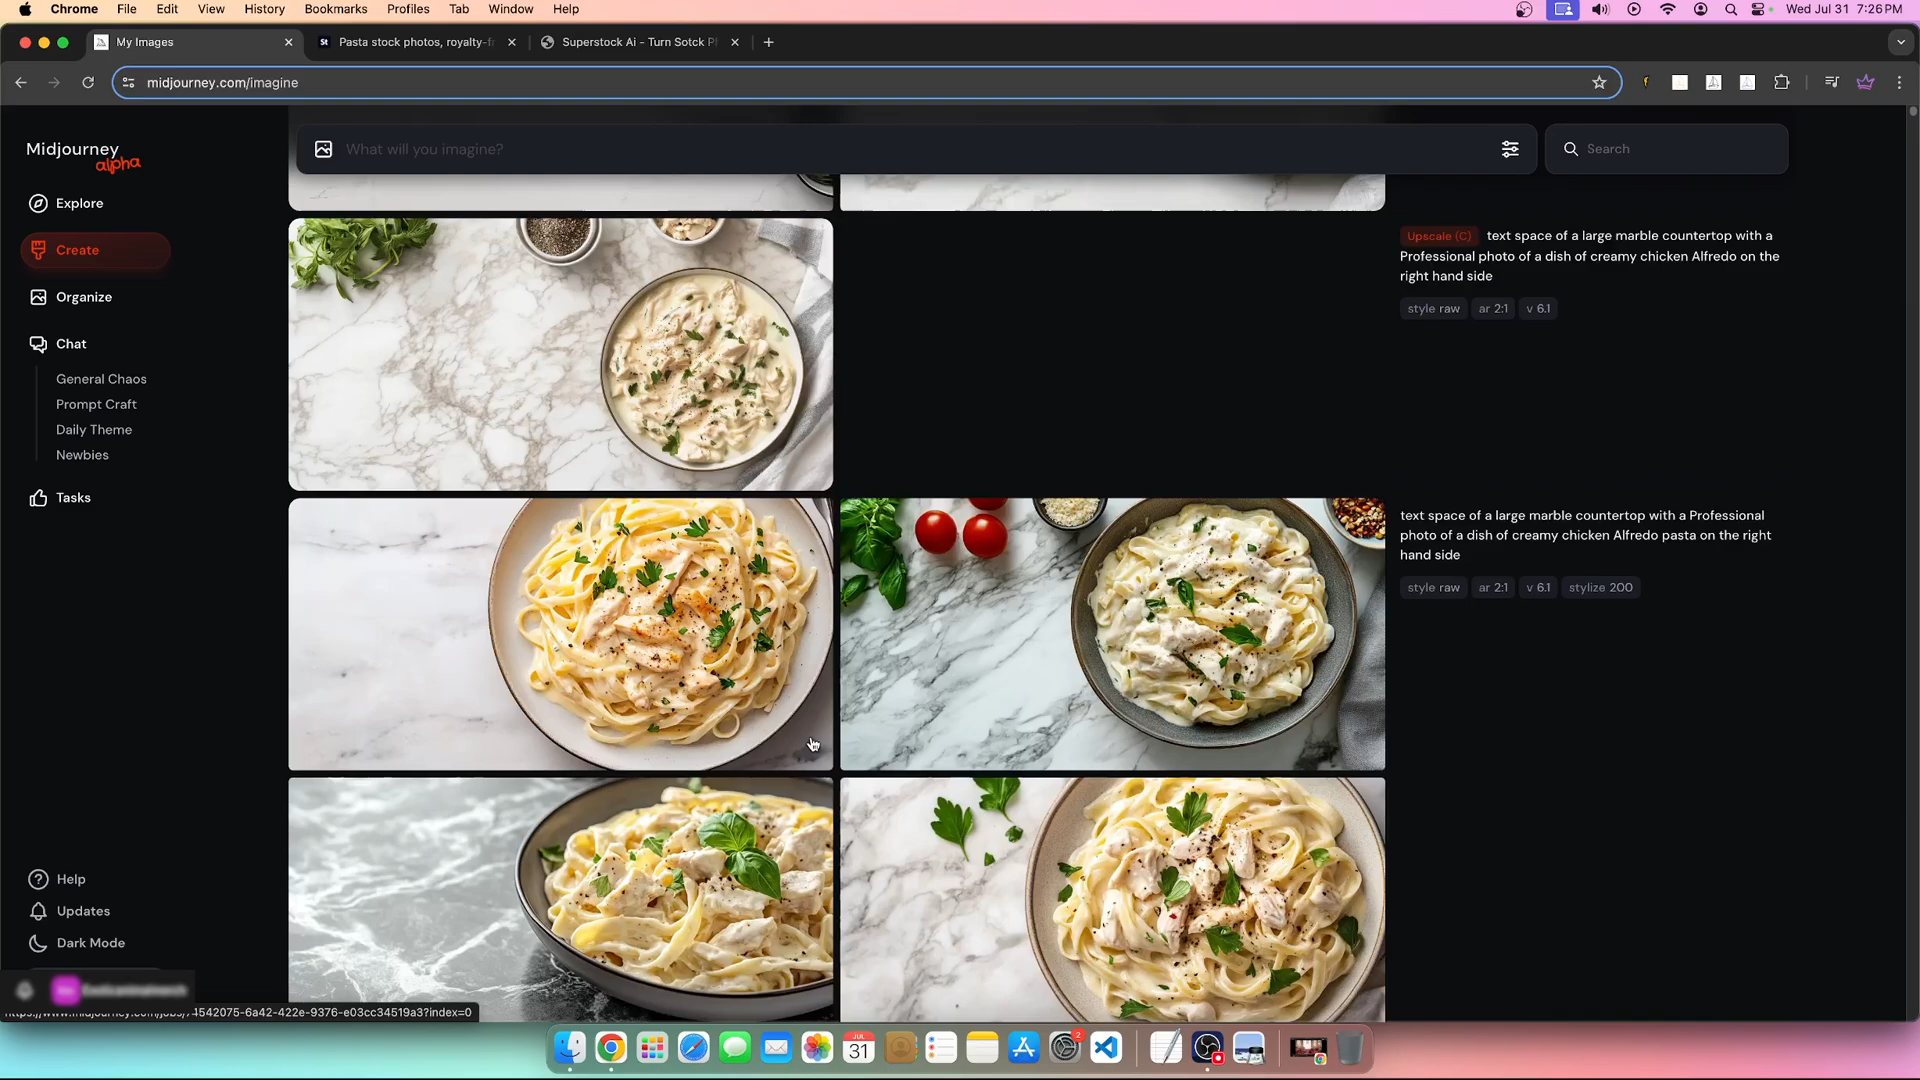 Chrome File Edit View History Bookmarks Profiles Tab Window Help Wed Jul 31 7:26 PM
My Images Pasta stock photos, royalty-f Superstock Ai - Turn Sotck P
midjourney.com/imagine
Midjourney
alpha
What will you imagine?
Search
Explore
Create
Organize
Chat
General Chaos
Prompt Craft
Daily Theme
Newbies
Tasks
Upscale (C) text space of a large marble countertop with a
Professional photo of a dish of creamy chicken Alfredo on the
right hand side
style raw ar 2:1 v 6.1
text space of a large marble countertop with a Professional
photo of a dish of creamy chicken Alfredo pasta on the right
hand side
style raw ar 2:1 v 6.1 stylize 200
Help
Updates
Dark Mode
542075-6a42-422e-9376-e03cc34519a3?index=0
JUL
31
2